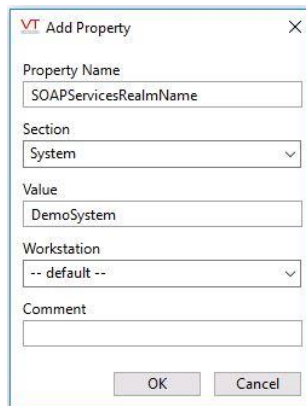 VT Add Property
Property Name
SOAPServicesRealmName
Section
System
Value
DemoSystem
Workstation
-- default --
Comment
OK Cancel